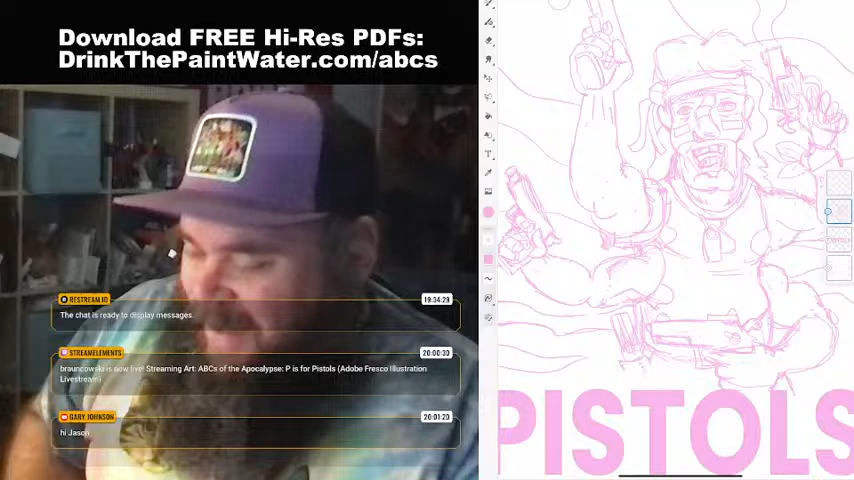 Download FREE Hi-Res PDFs:
DrinkThePaintWater.com/abcs
RESTREAM.IO
19:34:29
The chat is ready to display messages.
STREAMELEMENTS
20:00:30
brauncowski is now live! Streaming Art: ABCs of the Apocalypse: P is for Pistols (Adobe Fresco Illustration
Livestream)
GARY JOHNSON
20:01:20
hi Jason
PISTOLS